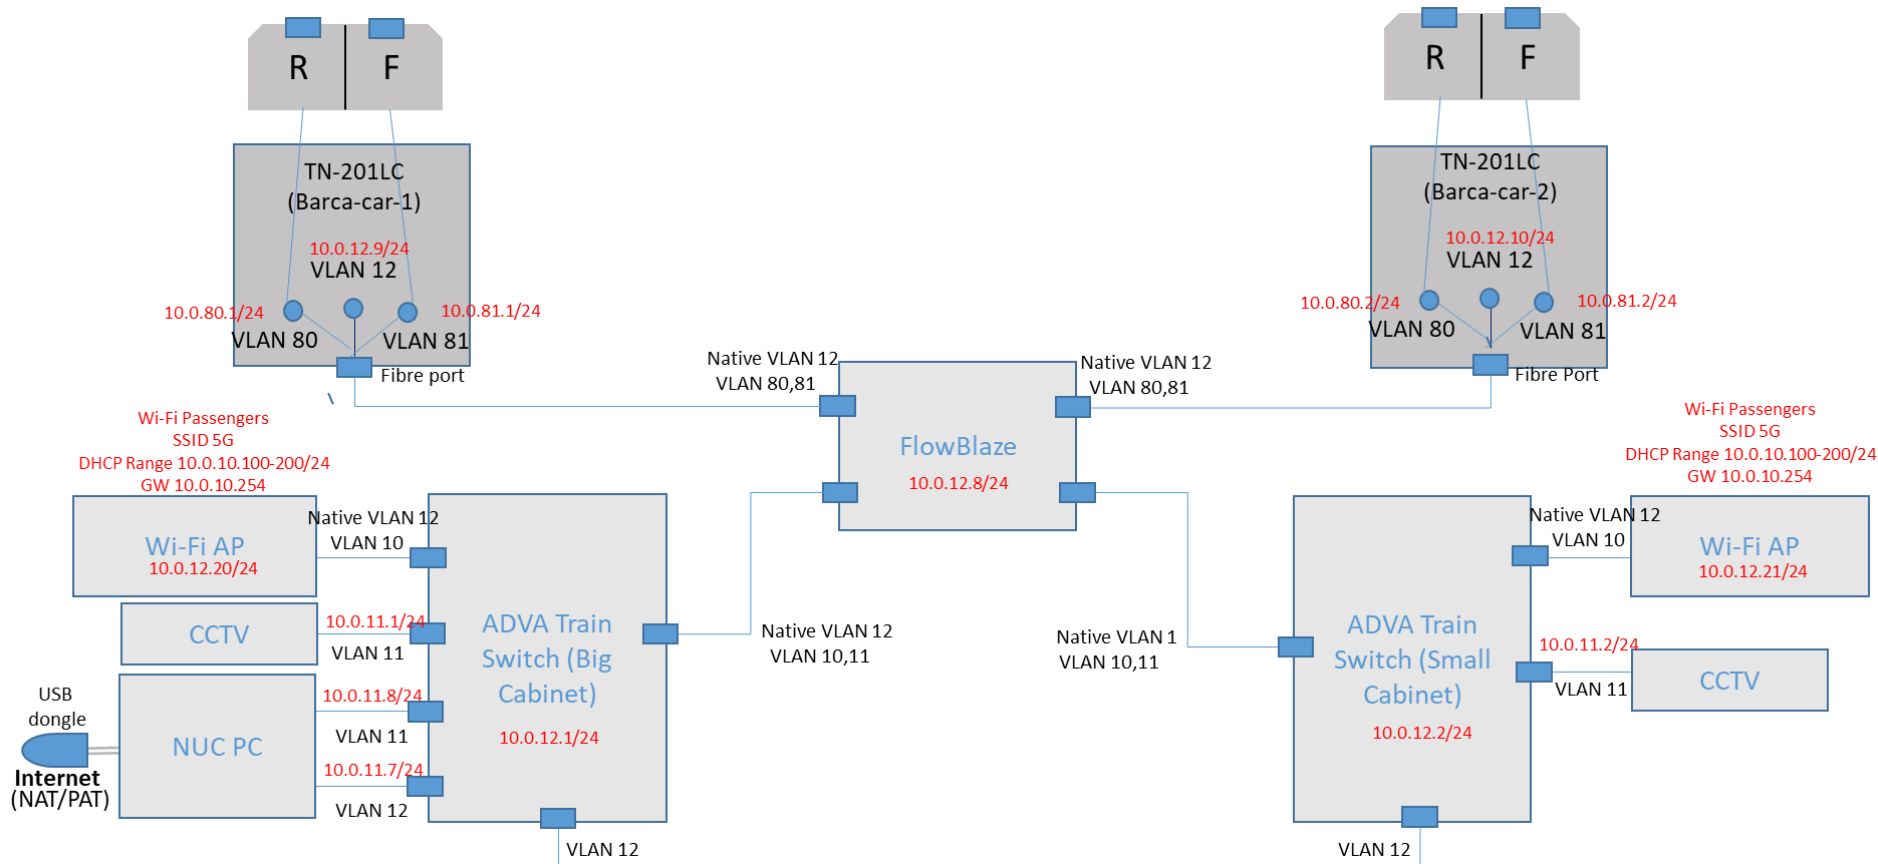 R
F
R
F
TN-201LC
(Barca-car-1)
10.0.12.9/24
VLAN 12
10.0.80.1/24
10.0.81.1/24
VLAN 80
VLAN 81
Fibre port
TN-201LC
(Barca-car-2)
10.0.12.10/24
VLAN 12
10.0.80.2/24
10.0.81.2/24
VLAN 80
VLAN 81
Fibre Port
Native VLAN 12
VLAN 80,81
Native VLAN 12
VLAN 80,81
FlowBlaze
10.0.12.8/24
Wi-Fi Passengers
SSID 5G
DHCP Range 10.0.10.100-200/24
GW 10.0.10.254
Wi-Fi Passengers
SSID 5G
DHCP Range 10.0.10.100-200/24
GW 10.0.10.254
Native VLAN 12
VLAN 10
Wi-Fi AP
10.0.12.20/24
CCTV
10.0.11.1/24
VLAN 11
USB
dongle
Internet
(NAT/PAT)
NUC PC
10.0.11.8/24
VLAN 11
10.0.11.7/24
VLAN 12
ADVA Train
Switch (Big
Cabinet)
10.0.12.1/24
VLAN 12
Native VLAN 12
VLAN 10,11
Native VLAN 1
VLAN 10,11
ADVA Train
Switch (Small
Cabinet)
10.0.12.2/24
VLAN 12
Native VLAN 12
VLAN 10
Wi-Fi AP
10.0.12.21/24
10.0.11.2/24
VLAN 11
CCTV